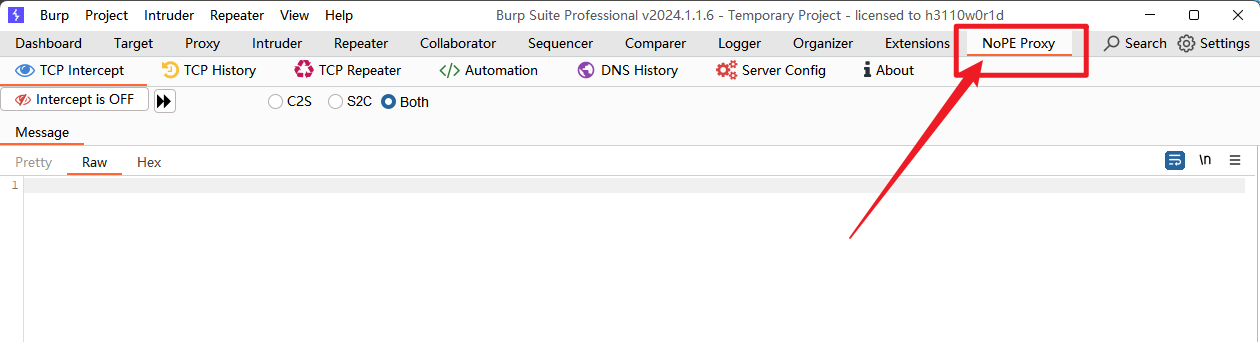 Burp Project Intruder Repeater View Help Burp Suite Professional v2024.1.1.6 - Temporary Project - licensed to h3110w0r1d
Dashboard Target Proxy Intruder Repeater Collaborator Sequencer Comparer Logger Organizer Extensions NoPE Proxy Search Settings
TCP Intercept TCP History TCP Repeater Automation DNS History Server Config About
Intercept is OFF C2S S2C Both
Message
Pretty Raw Hex \n
1